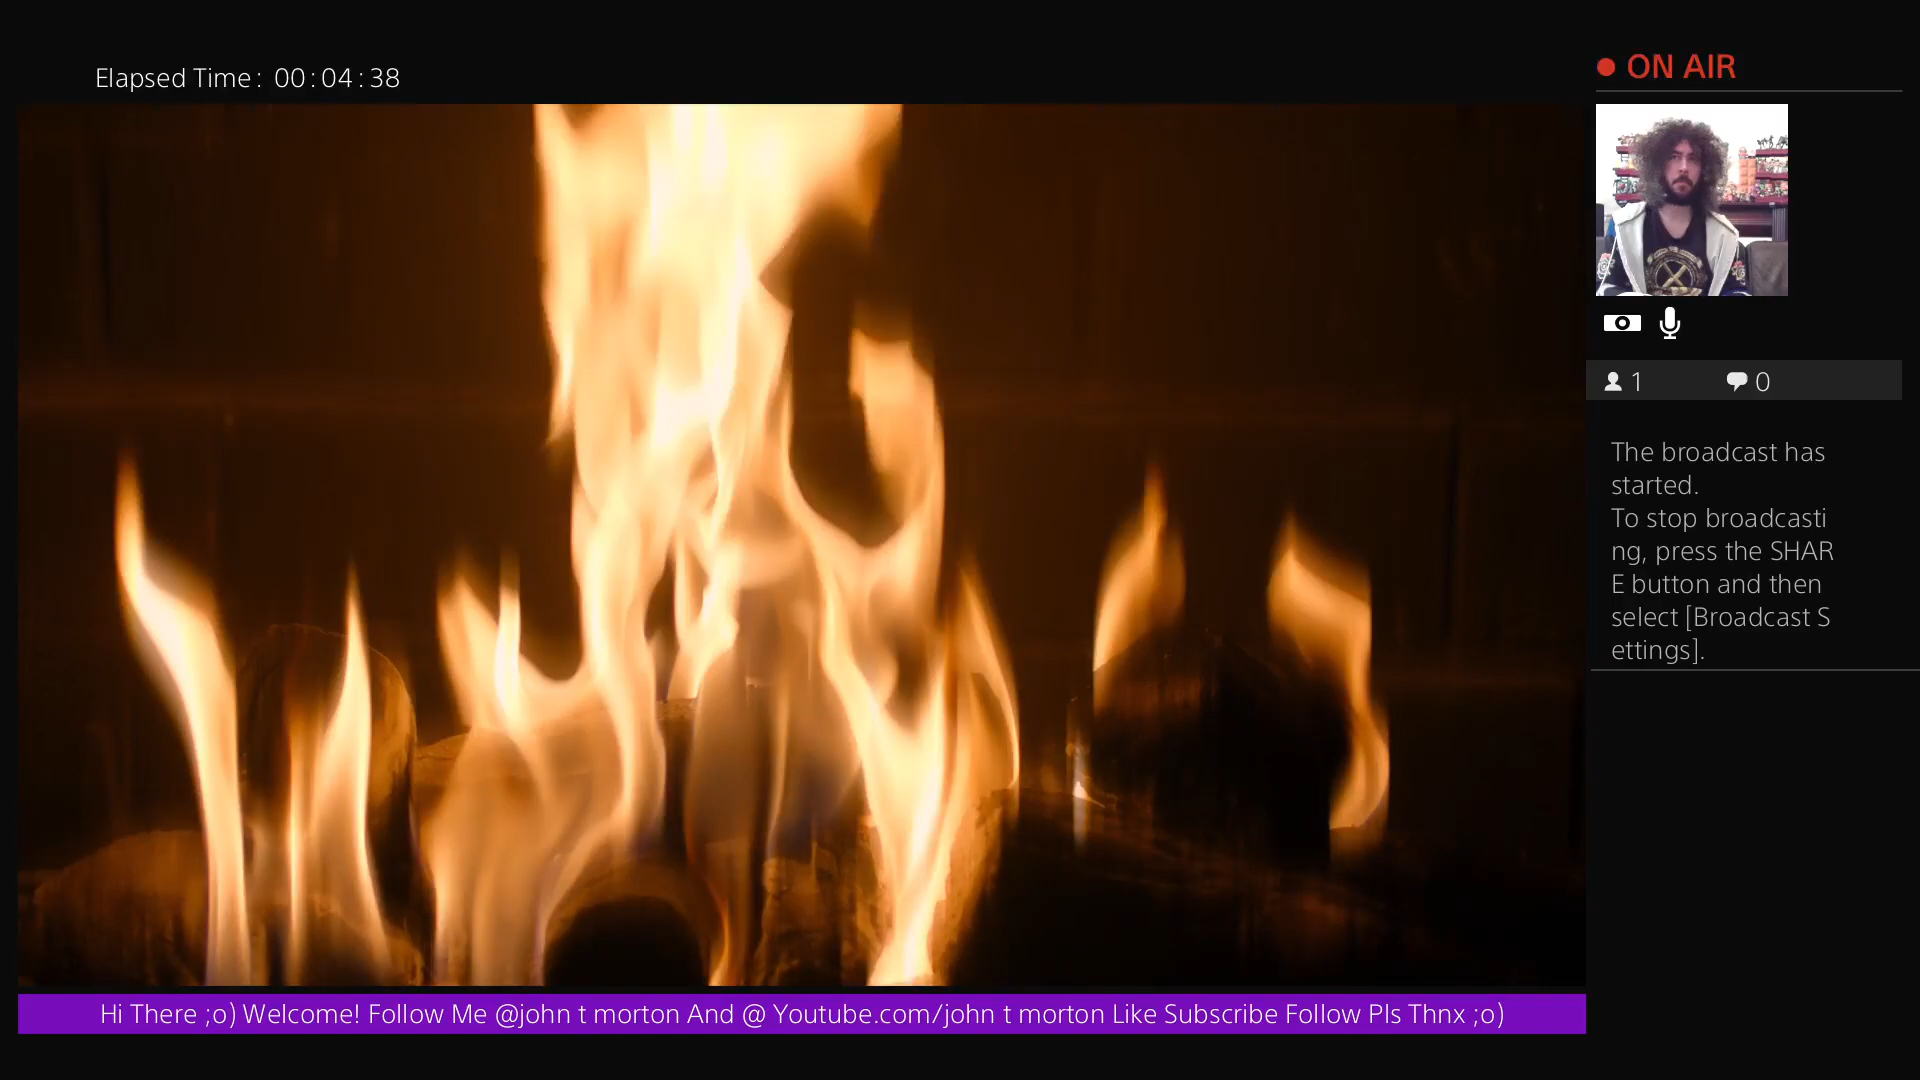 Elapsed Time: 00:04:38
ON AIR
1 0
The broadcast has
started.
To stop broadcasti
ng, press the SHAR
E button and then
select [Broadcast S
ettings].
Hi There ;o) Welcome! Follow Me @john t morton And @ Youtube.com/john t morton Like Subscribe Follow Pls Thnx ;o)